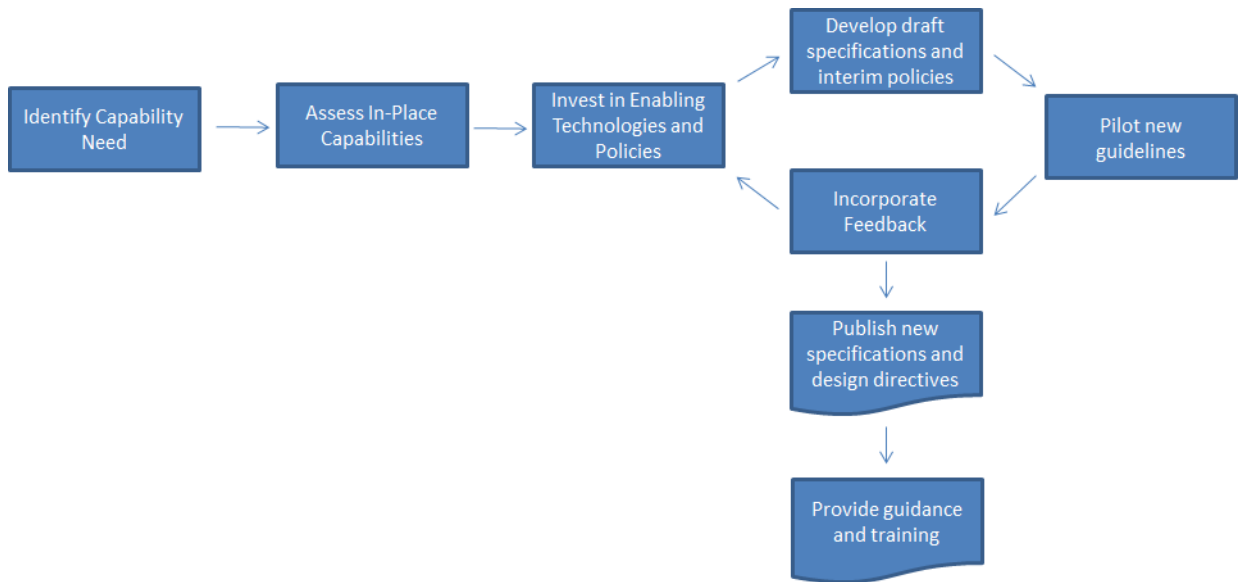 Identify Capability
Need
Assess In-Place
Capabilities
Invest in Enabling
Technologies and
Policies
Develop draft
specifications and
interim policies
Pilot new
guidelines
Incorporate
Feedback
Publish new
specifications and
design directives
Provide guidance
and training